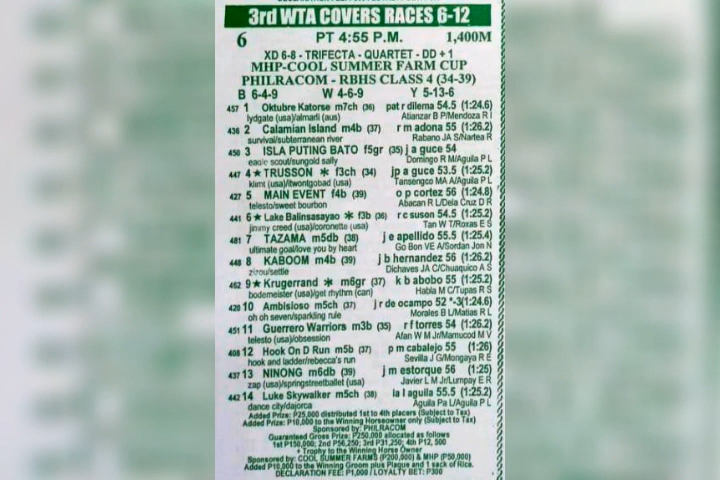 3rd WTA COVERS RACES 6-12
6 PT 4:55 P.M. 1,400M
XD 6-8 - TRIFECTA - QUARTET - DD + 1
MHP-COOL SUMMER FARM CUP
PHILRACOM - RBHS CLASS 4 (34-39)
B 6-4-9 W 4-6-9 Y 5-13-6
457 1 Oktubre Katorse m7ch (36) pat r dilema 54.5 (1:24.6)
lydgate (usa)/almarli (aus) Atianzar B P/Mendoza R I
436 2 Calamian Island m4b (37) r m adona 55 (1:26.2)
survival/subterranean river Rabano JA S/Narlea R
450 3 ISLA PUTING BATO f5gr (35) j a guce 54
eagle scout/sungold sally Domingo R M/Aguila P L
447 4★TRUSSON * f3ch (34) jp a guce 53.5 (1:25.2)
kiimt (usa)/itwontgobad (usa) Tansengco MA A/Aguila P L
427 5 MAIN EVENT f4b (39) o p cortez 56 (1:24.8)
telesto/sweet bourbon Abacan R L/Dela Cruz D R
441 6★Lake Balinsasayao * f3b (36) r c suson 54.5 (1:25.2)
jimmy creed (usa)/coronette (usa) Tan W T/Roxas E S
481 7 TAZAMA m5db (38) j e apellido 55.5 (1:25.4)
ultimate goal/love you by heart Go Bon VE A/Sordan Jon N
448 8 KABOOM m4b (39) j b hernandez 56 (1:26.2)
zirou/settie Dichaves JA C/Chuaquico A S
462 9★Krugerrand * m6gr (37) k b abobo 55 (1:25.2)
bodemeister (usa)/get rhythm (can) Habla M C/Tupas R S
428 10 Ambisioso m5ch (37) j r de ocampo 52 *-3(1:24.6)
oh oh seven/sparkling rule Morales B L/Matias R L
451 11 Guerrero Warriors m3b (35) r f torres 54 (1:26.2)
telesto (usa)/obsession Afan W M Jr/Mamucod M V
408 12 Hook On D Run m5b (37) p m cabalejo 55 (1:26)
hook and ladder/rebecca's run Sevilla J G/Mongaya R E
437 13 NINONG m6db (39) j m estorque 56 (1:25)
zap (usa)/springstreetballet (usa) Javier L M Jr/Lumpay E R
442 14 Luke Skywalker m5ch (38) la l aguila 55.5 (1:25.2)
dance city/dajorca Aguila Pa L/Aguila P L
Added Prize: P25,000 distributed 1st to 4th placers (Subject to Tax)
Added Prize: P10,000 to the Winning Horseowner only (Subject to Tax)
Sponsored by: PHILRACOM
Guaranteed Gross Prize: P250,000 allocated as follows
1st P150,000; 2nd P56,250; 3rd P31,250; 4th P12,500
+ Trophy to the Winning Horse Owner
Sponsored by: COOL SUMMER FARMS (P200,000) & MHP (P50,000)
Added P10,000 to the Winning Groom plus Plaque and 1 sack of Rice.
DECLARATION FEE: P1,000 / LOYALTY BET: P300